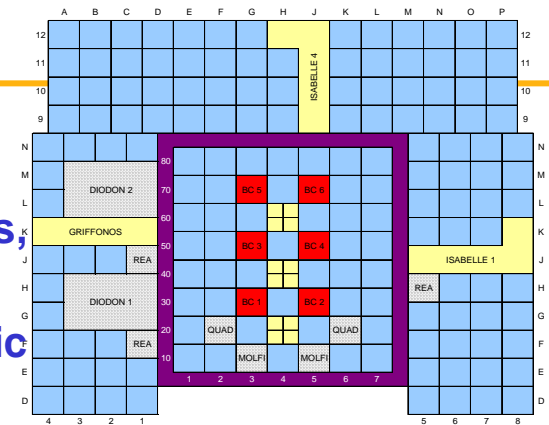 A B C D E F G H I J K L M N O P
12 12
11 ISABELLE 4 11
10 10
9 9
N N
M 80 M
DIODON 2 70 BC 5 BC 6
L L
60
s,
K GRIFFONOS K
50 BC 3 BC 4
J REA ISABELLE 1 J
40
H DIODON 1 30 BC 1 BC 2 REA H
G G
20 QUAD QUAD
ic
F REA F
10 MOLFI MOLFI
E E
1 2 3 4 5 6 7
D D
4 3 2 1 5 6 7 8